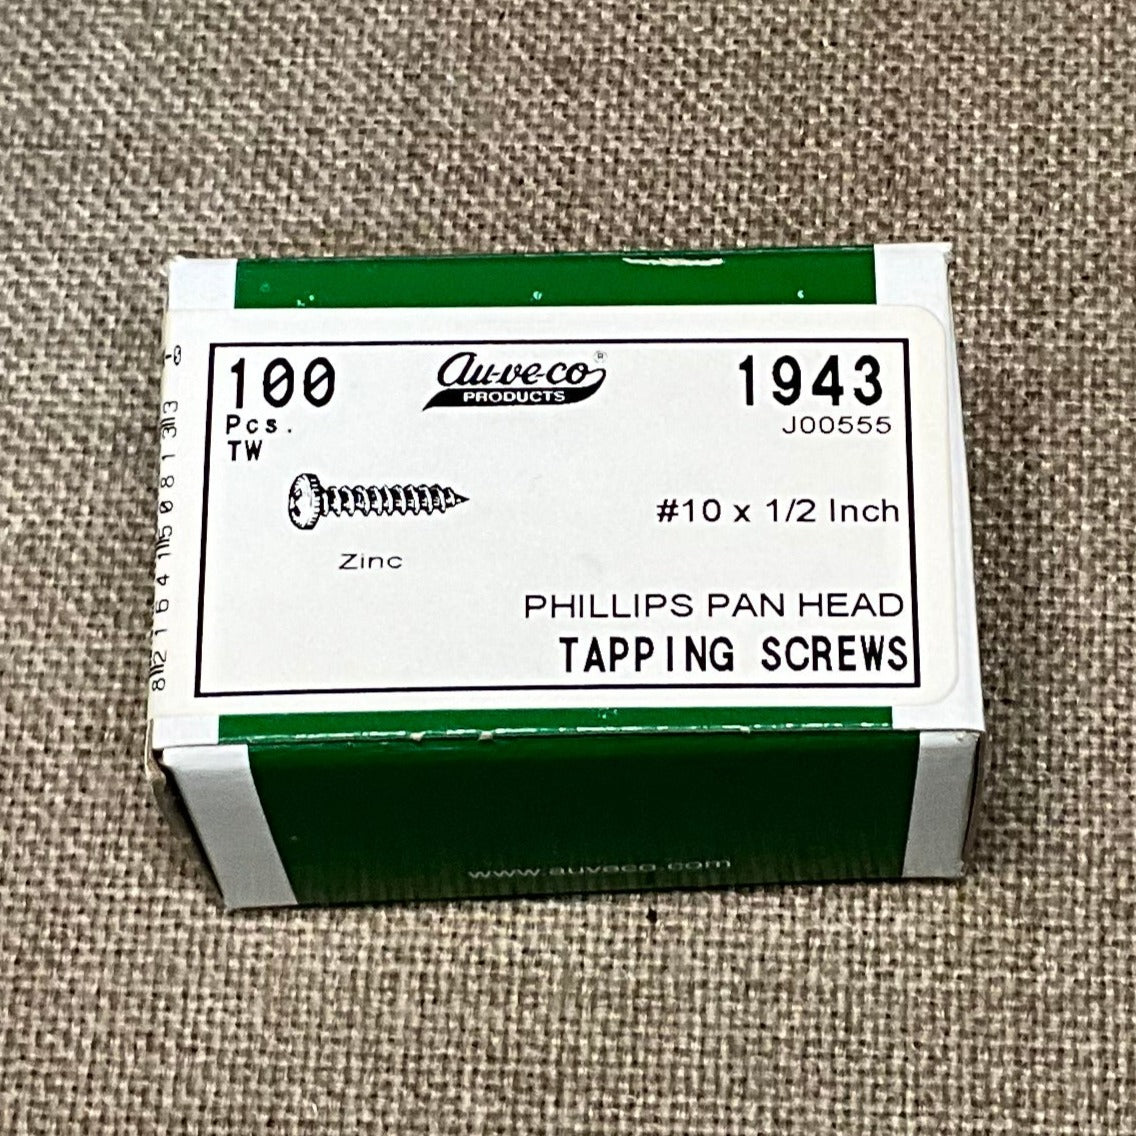 100
Pcs.
TW
au-ve-co®
PRODUCTS
1943
J00555
#10 x 1/2 Inch
Zinc
PHILLIPS PAN HEAD
TAPPING SCREWS
www.auveco.com